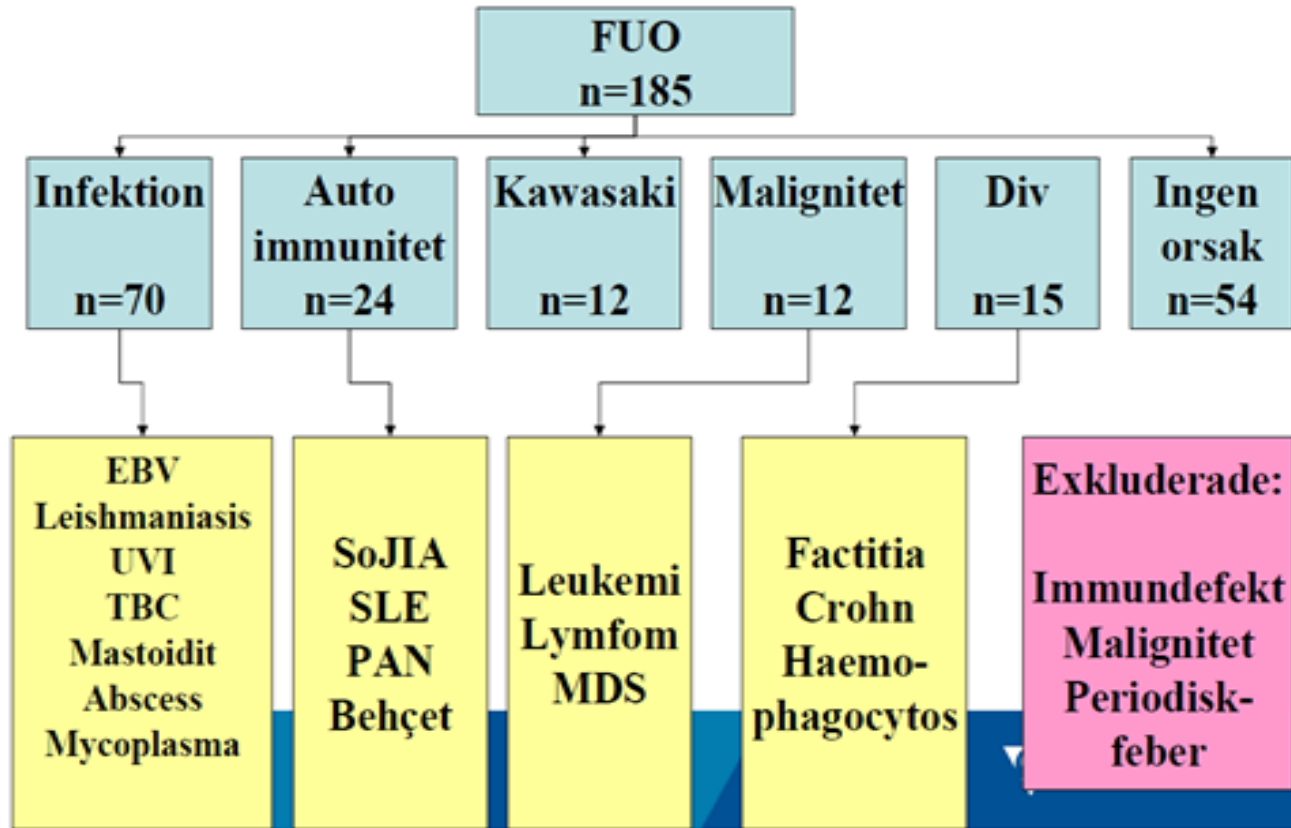 FUO
n=185
Infektion
n=70
Auto
immunitet
n=24
Kawasaki
n=12
Malignitet
n=12
Div
n=15
Ingen
orsak
n=54
EBV
Leishmaniasis
UVI
TBC
Mastoidit
Abscess
Mycoplasma
SoJIA
SLE
PAN
Behçet
Leukemi
Lymfom
MDS
Factitia
Crohn
Haemo-
phagocytos
Exkluderade:
Immundefekt
Malignitet
Periodisk-
feber